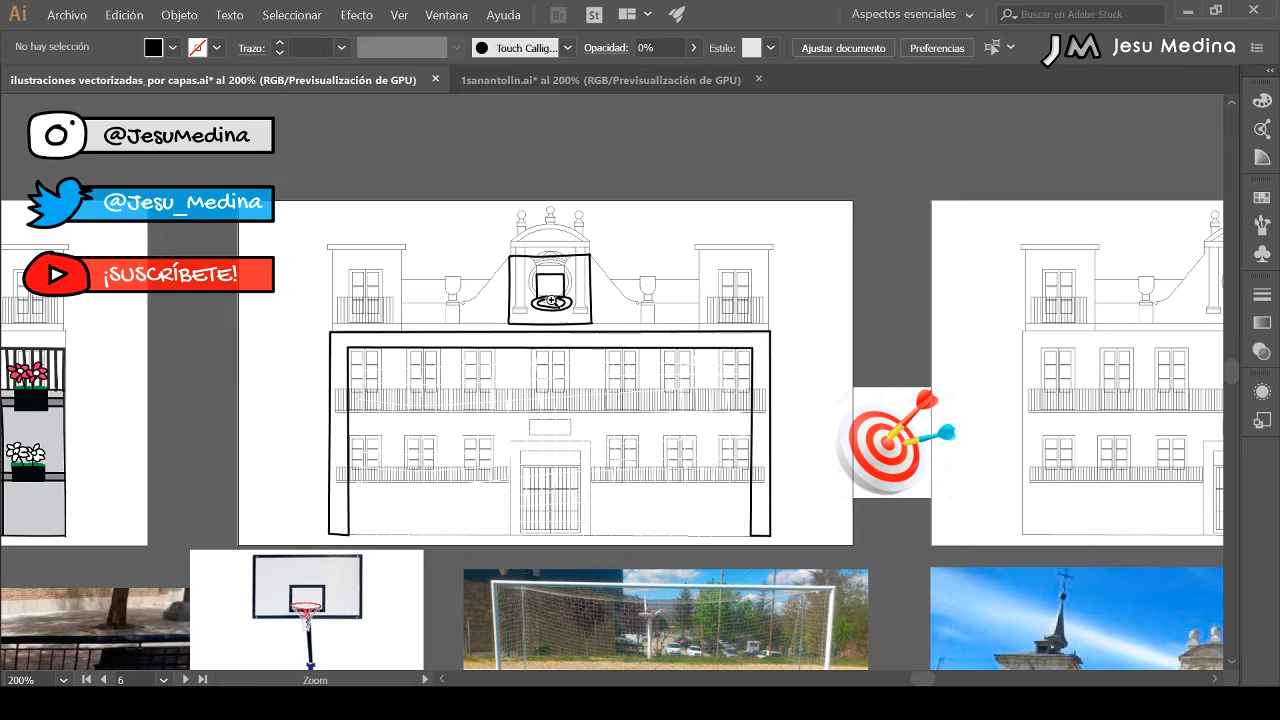 Ai Archivo Edición Objeto Texto Seleccionar Efecto Ver Ventana Ayuda Br St Aspectos esenciales Buscar en Adobe Stock
No hay selección Trazo: Touch Callig... Opacidad: 0% Estilo: Ajustar documento Preferencias JM Jesu Medina
ilustraciones vectorizadas_por capas.ai* al 200% (RGB/Previsualización de GPU) × 1sanantolin.ai* al 200% (RGB/Previsualización de GPU) ×
@JesuMedina
@Jesu_Medina
¡SUSCRÍBETE!
200% 6 Zoom